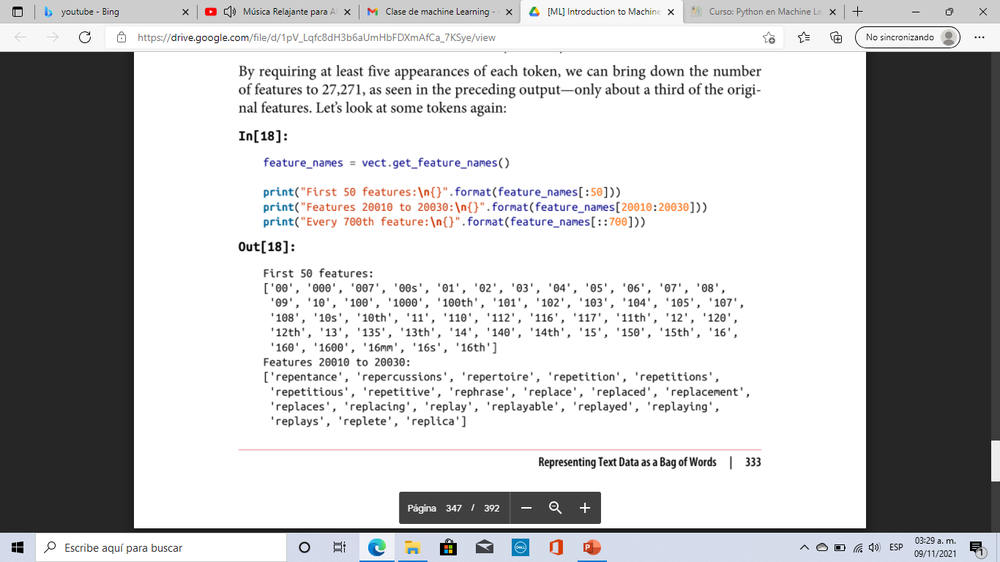 youtube - Bing
Música Relajante para Al
Clase de machine Learning -
[ML] Introduction to Machine
Curso: Python en Machine Le
https://drive.google.com/file/d/1pV_Lqfc8dH3b6aUmHbFDXmAfCa_7KSye/view
No sincronizando
By requiring at least five appearances of each token, we can bring down the number
of features to 27,271, as seen in the preceding output—only about a third of the origi-
nal features. Let’s look at some tokens again:
In[18]:
feature_names = vect.get_feature_names()
print("First 50 features:\n{}".format(feature_names[:50]))
print("Features 20010 to 20030:\n{}".format(feature_names[20010:20030]))
print("Every 700th feature:\n{}".format(feature_names[::700]))
Out[18]:
First 50 features:
['00', '000', '007', '00s', '01', '02', '03', '04', '05', '06', '07', '08',
'09', '10', '100', '1000', '100th', '101', '102', '103', '104', '105', '107',
'108', '10s', '10th', '11', '110', '112', '116', '117', '11th', '12', '120',
'12th', '13', '135', '13th', '14', '140', '14th', '15', '150', '15th', '16',
'160', '1600', '16mm', '16s', '16th']
Features 20010 to 20030:
['repentance', 'repercussions', 'repertoire', 'repetition', 'repetitions',
'repetitious', 'repetitive', 'rephrase', 'replace', 'replaced', 'replacement',
'replaces', 'replacing', 'replay', 'replayable', 'replayed', 'replaying',
'replays', 'replete', 'replica']
Representing Text Data as a Bag of Words | 333
Página 347 / 392
Escribe aquí para buscar
DELL
ESP
03:29 a. m.
09/11/2021
1